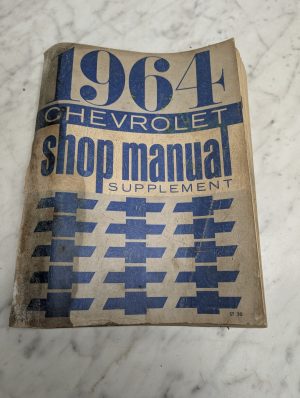 1964
CHEVROLET
shop manual
SUPPLEMENT